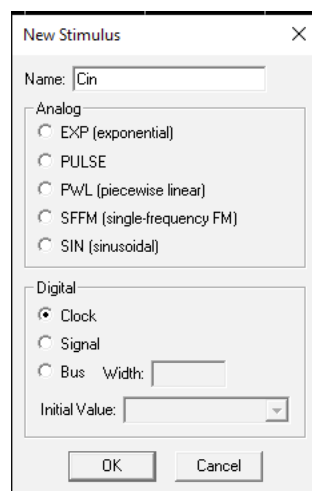 New Stimulus
Name: Cin
Analog
EXP (exponential)
PULSE
PWL (piecewise linear)
SFFM (single-frequency FM)
SIN (sinusoidal)
Digital
Clock
Signal
Bus Width:
Initial Value:
OK Cancel